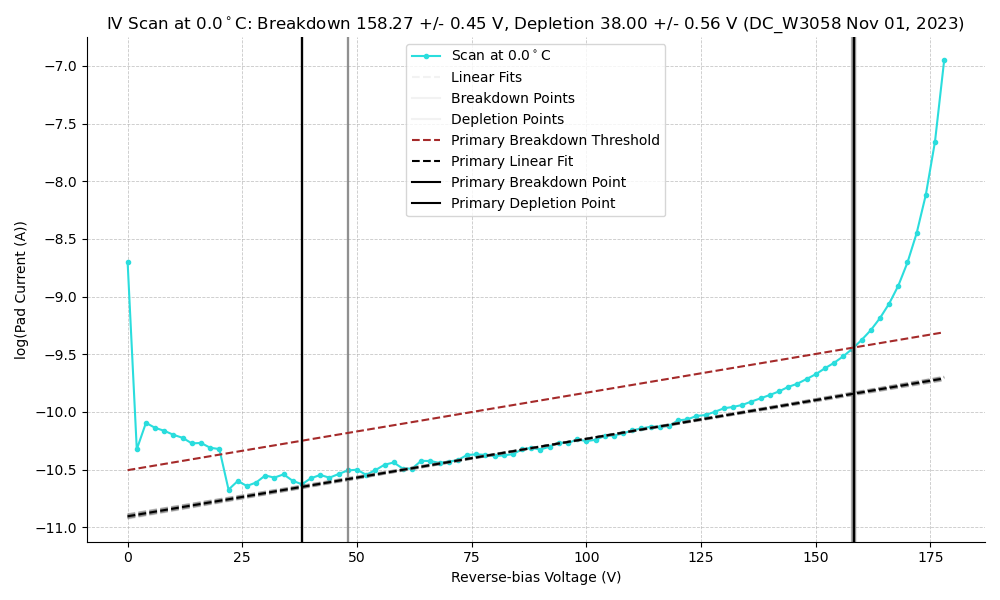 IV Scan at 0.0°C: Breakdown 158.27 +/- 0.45 V, Depletion 38.00 +/- 0.56 V (DC_W3058 Nov 01, 2023)
log(Pad Current (A))
−7.0
−7.5
−8.0
−8.5
−9.0
−9.5
−10.0
−10.5
−11.0
Scan at 0.0°C
Linear Fits
Breakdown Points
Depletion Points
Primary Breakdown Threshold
Primary Linear Fit
Primary Breakdown Point
Primary Depletion Point
0 25 50 75 100 125 150 175
Reverse-bias Voltage (V)